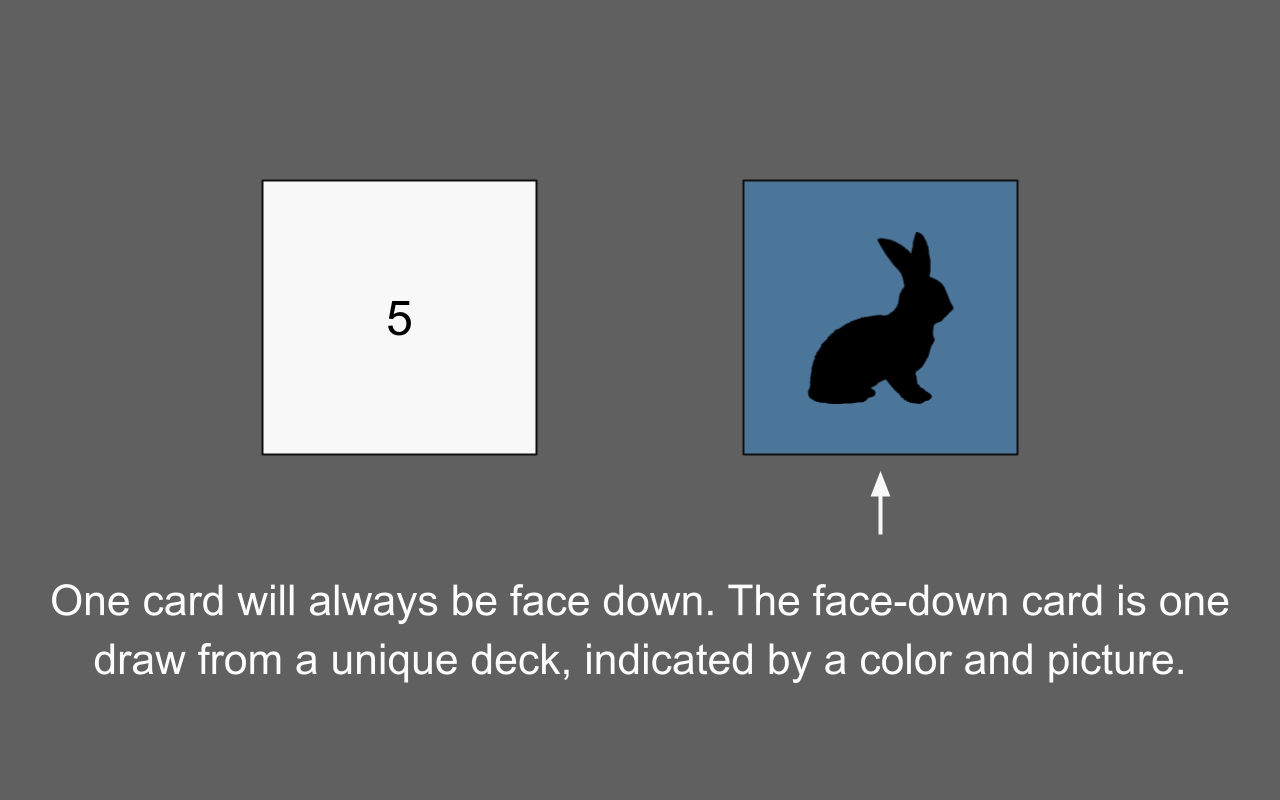 5
One card will always be face down. The face-down card is one
draw from a unique deck, indicated by a color and picture.